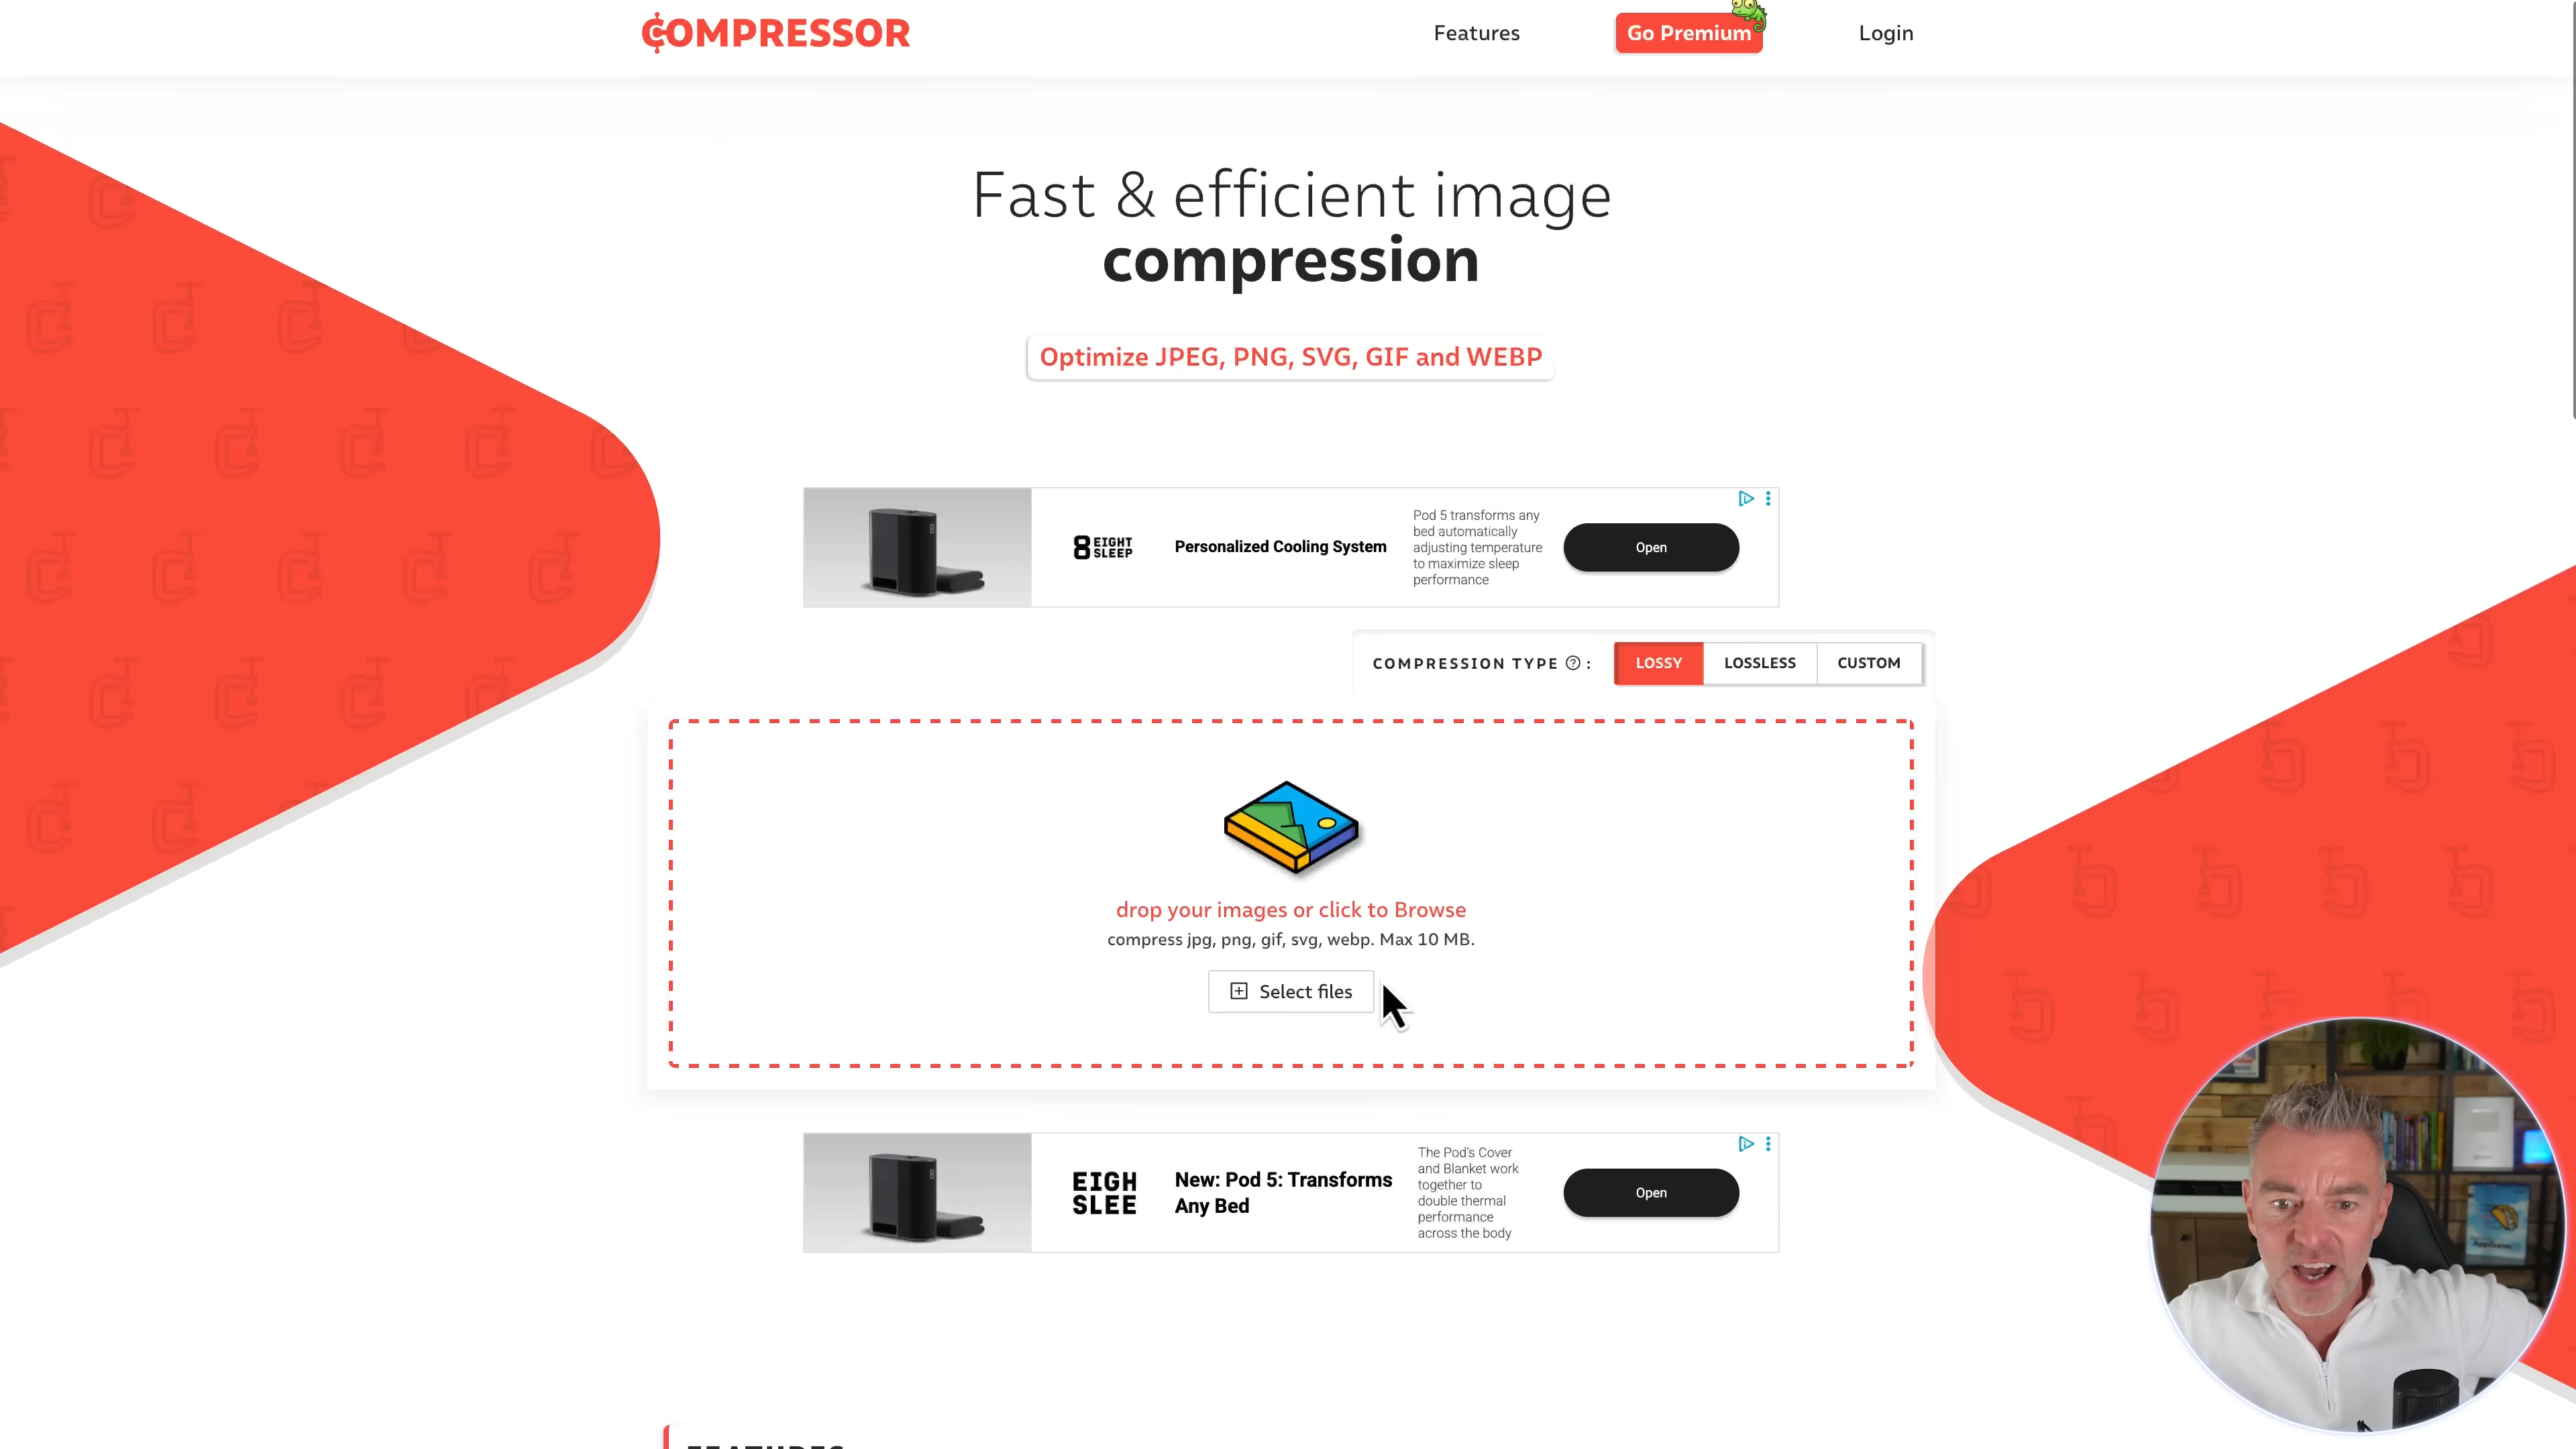 COMPRESSOR
Features
Go Premium
Login
Fast & efficient image
compression
Optimize JPEG, PNG, SVG, GIF and WEBP
8 EIGHT
SLEEP
Personalized Cooling System
Pod 5 transforms any
bed automatically
adjusting temperature
to maximize sleep
performance
Open
COMPRESSION TYPE ? :
LOSSY
LOSSLESS
CUSTOM
drop your images or click to Browse
compress jpg, png, gif, svg, webp. Max 10 MB.
Select files
EIGH
SLEE
New: Pod 5: Transforms
Any Bed
The Pod's Cover
and Blanket work
together to
double thermal
performance
across the body
Open
FEATURES